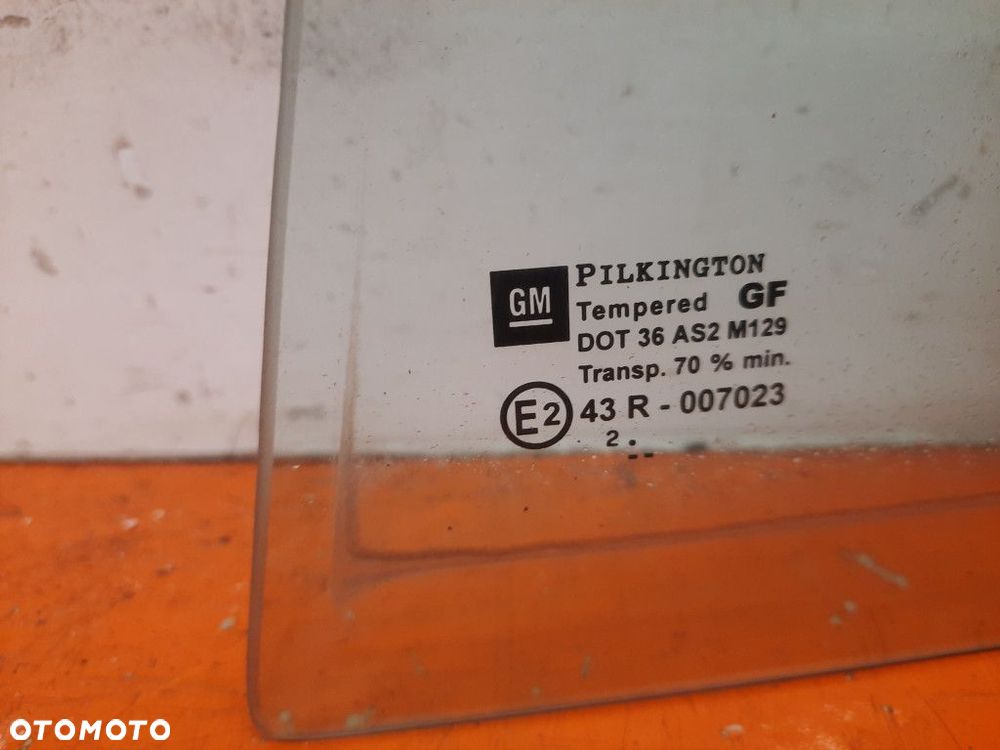 GM
PILKINGTON
Tempered GF
DOT 36 AS2 M129
Transp. 70 % min.
E2 43 R - 007023
2 .
--
OTOMOTO